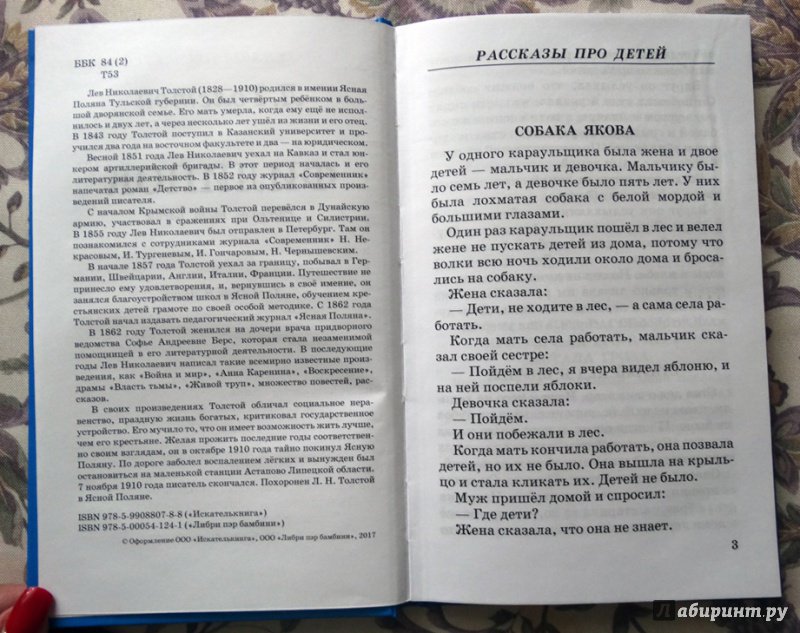 ББК 84(2)
Т53
Лев Николаевич Толстой (1828—1910) родился в имении Ясная
Поляна Тульской губернии. Он был четвёртым ребёнком в боль-
шой дворянской семье. Его мать умерла, когда ему ещё не испол-
нилось и двух лет, а через несколько лет ушёл из жизни и его отец.
В 1843 году Толстой поступил в Казанский университет и про-
учился два года на восточном факультете и два — на юридическом.
Весной 1851 года Лев Николаевич уехал на Кавказ и стал юн-
кером артиллерийской бригады. В этот период началась и его
литературная деятельность. В 1852 году журнал «Современник»
напечатал роман «Детство» — первое из опубликованных произ-
ведений писателя.
С началом Крымской войны Толстой перевёлся в Дунайскую
армию, участвовал в сражениях при Ольтенице и Силистрии.
В 1855 году Лев Николаевич был отправлен в Петербург. Там он
познакомился с сотрудниками журнала «Современник» Н. Не-
красовым, И. Тургеневым, И. Гончаровым, Н. Чернышевским.
В начале 1857 года Толстой уехал за границу, побывал в Гер-
мании, Швейцарии, Англии, Италии, Франции. Путешествие не
принесло ему удовлетворения, и, вернувшись в своё имение, он
занялся благоустройством школ в Ясной Поляне, обучением кре-
стьянских детей грамоте по своей особой методике. С 1862 года
Толстой начал издавать педагогический журнал «Ясная Поляна».
В 1862 году Толстой женился на дочери врача придворного
ведомства Софье Андреевне Берс, которая стала незаменимой
помощницей в его литературной деятельности. В последующие
годы Лев Николаевич написал такие всемирно известные произ-
ведения, как «Война и мир», «Анна Каренина», «Воскресение»,
драмы «Власть тьмы», «Живой труп», множество повестей, рас-
сказов.
В своих произведениях Толстой обличал социальное нера-
венство, праздную жизнь богатых, критиковал государственное
устройство. Его мучило то, что он имеет возможность жить лучше,
чем его крестьяне. Желая прожить последние годы соответствен-
но своим взглядам, он в октябре 1910 года тайно покинул Ясную
Поляну. По дороге заболел воспалением лёгких и вынужден был
остановиться на маленькой станции Астапово Липецкой области.
7 ноября 1910 года писатель скончался. Похоронен Л. Н. Толстой
в Ясной Поляне.
ISBN 978-5-9908807-8-8 («Искателькнига»)
ISBN 978-5-00054-124-1 («Либри пэр бамбини»)
© Оформление ООО «Искателькнига», ООО «Либри пэр бамбини», 2017
РАССКАЗЫ ПРО ДЕТЕЙ
СОБАКА ЯКОВА
У одного караульщика была жена и двое
детей — мальчик и девочка. Мальчику бы-
ло семь лет, а девочке было пять лет. У них
была лохматая собака с белой мордой и
большими глазами.
Один раз караульщик пошёл в лес и велел
жене не пускать детей из дома, потому что
волки всю ночь ходили около дома и броса-
лись на собаку.
Жена сказала:
— Дети, не ходите в лес, — а сама села ра-
ботать.
Когда мать села работать, мальчик ска-
зал своей сестре:
— Пойдём в лес, я вчера видел яблоню, и
на ней поспели яблоки.
Девочка сказала:
— Пойдём.
И они побежали в лес.
Когда мать кончила работать, она позвала
детей, но их не было. Она вышла на крыль-
цо и стала кликать их. Детей не было.
Муж пришёл домой и спросил:
— Где дети?
Жена сказала, что она не знает.
3
Лабиринт.ру